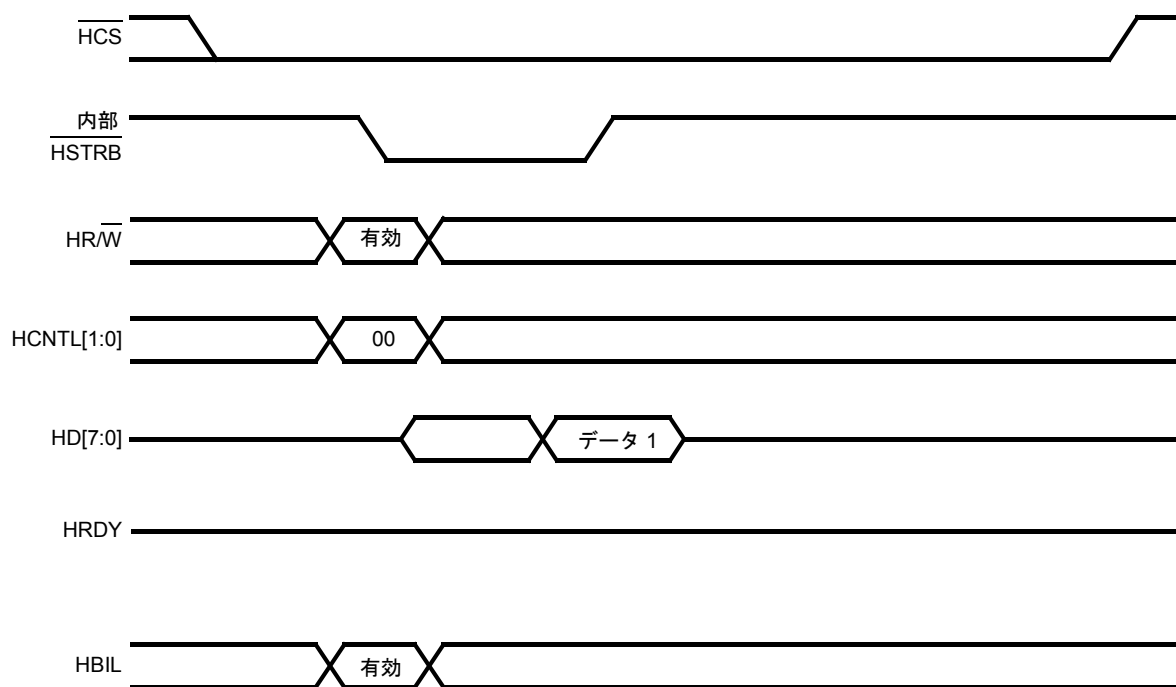 HCS
内部
HSTRB
HR/W
有効
HCNTL[1:0]
00
HD[7:0]
データ 1
HRDY
HBIL
有効